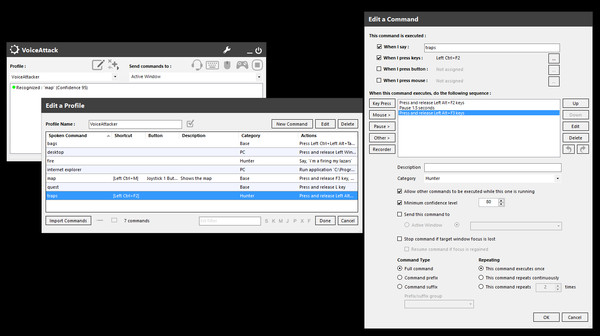 VoiceAttack
Profile :
Send commands to :
VoiceAttacker
Active Window
Recognized : 'map' (Confidence 95)
Edit a Profile
Profile Name :
VoiceAttacker
New Command
Edit
Delete
Spoken Command Shortcut Button Description Category Actions
bags Base Press Left Ctrl+Left Alt+Ta
desktop PC Press and release Left Win
fire Hunter Say, 'I'm a firing my lazors'
internet explorer PC Run application 'C:\Progr
map [Left Ctrl+M] Joystick 1 But... Shows the map Base Press and release F3 key,
quest Base Press and release L key
traps [Left Ctrl+F2] Hunter Press and release Left Alt
Import Commands
7 commands
B K M J P X F
Done
Cancel
Edit a Command
This command is executed :
When I say : traps
When I press keys : Left Ctrl+F2 ...
When I press button : Not assigned ...
When I press mouse : Not assigned ...
When this command executes, do the following sequence :
Key Press
Mouse >
Pause >
Other >
Recorder
Press and release Left Alt+F2 keys
Pause 1.5 seconds
Press and release Left Alt+F3 keys
Up
Down
Edit
Delete
Description
Category Hunter
Allow other commands to be executed while this one is running
Minimum confidence level 80
Send this command to
Active Window
Stop command if target window focus is lost
Resume command if focus is regained
Command Type
Full command
Command prefix
Command suffix
Prefix/suffix group
Repeating
This command executes once
This command repeats continuously
This command repeats 2 times
OK
Cancel